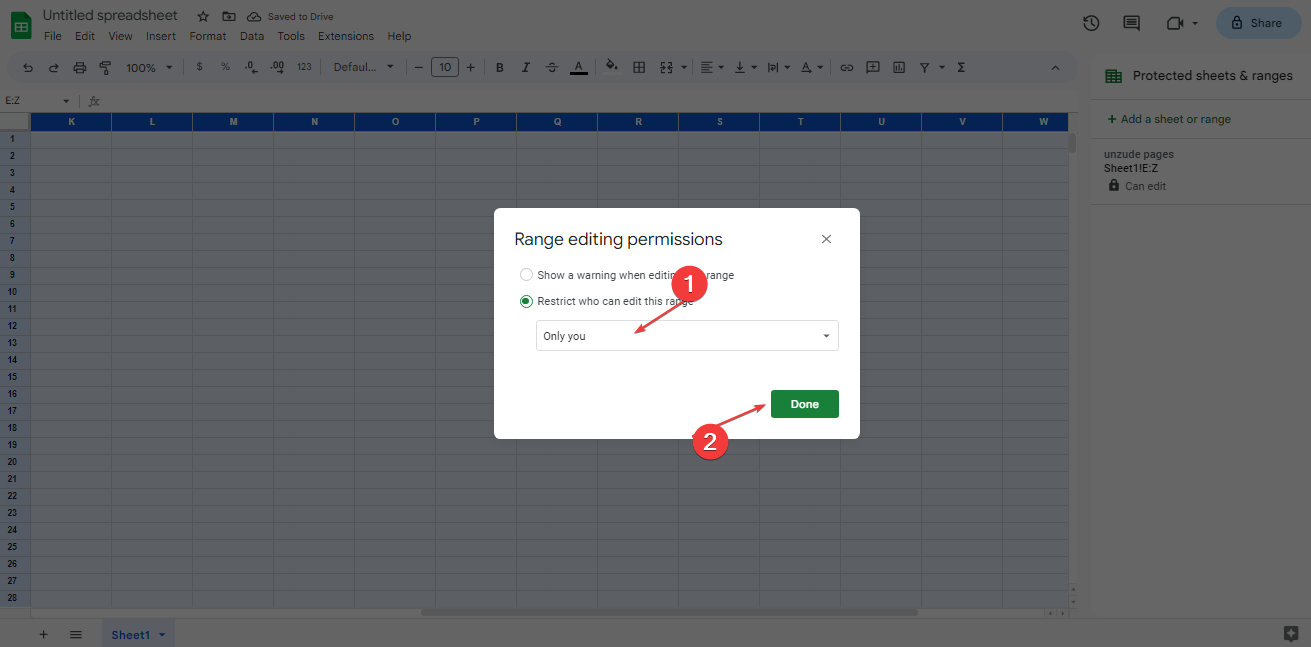 Untitled spreadsheet
Saved to Drive
File Edit View Insert Format Data Tools Extensions Help
Share
100% $ % .0 .00 123 Defaul... 10 B I S A
Protected sheets & ranges
E:Z fx
+ Add a sheet or range
K L M N O P Q R S T U V W
unzude pages
Sheet1!E:Z
Can edit
1
2
3
4
5
6
7
8
9
10
11
12
13
14
15
16
17
18
19
20
21
22
23
24
25
26
27
28
Range editing permissions
Show a warning when editin range
1
Restrict who can edit this range
Only you
Done
2
Sheet1